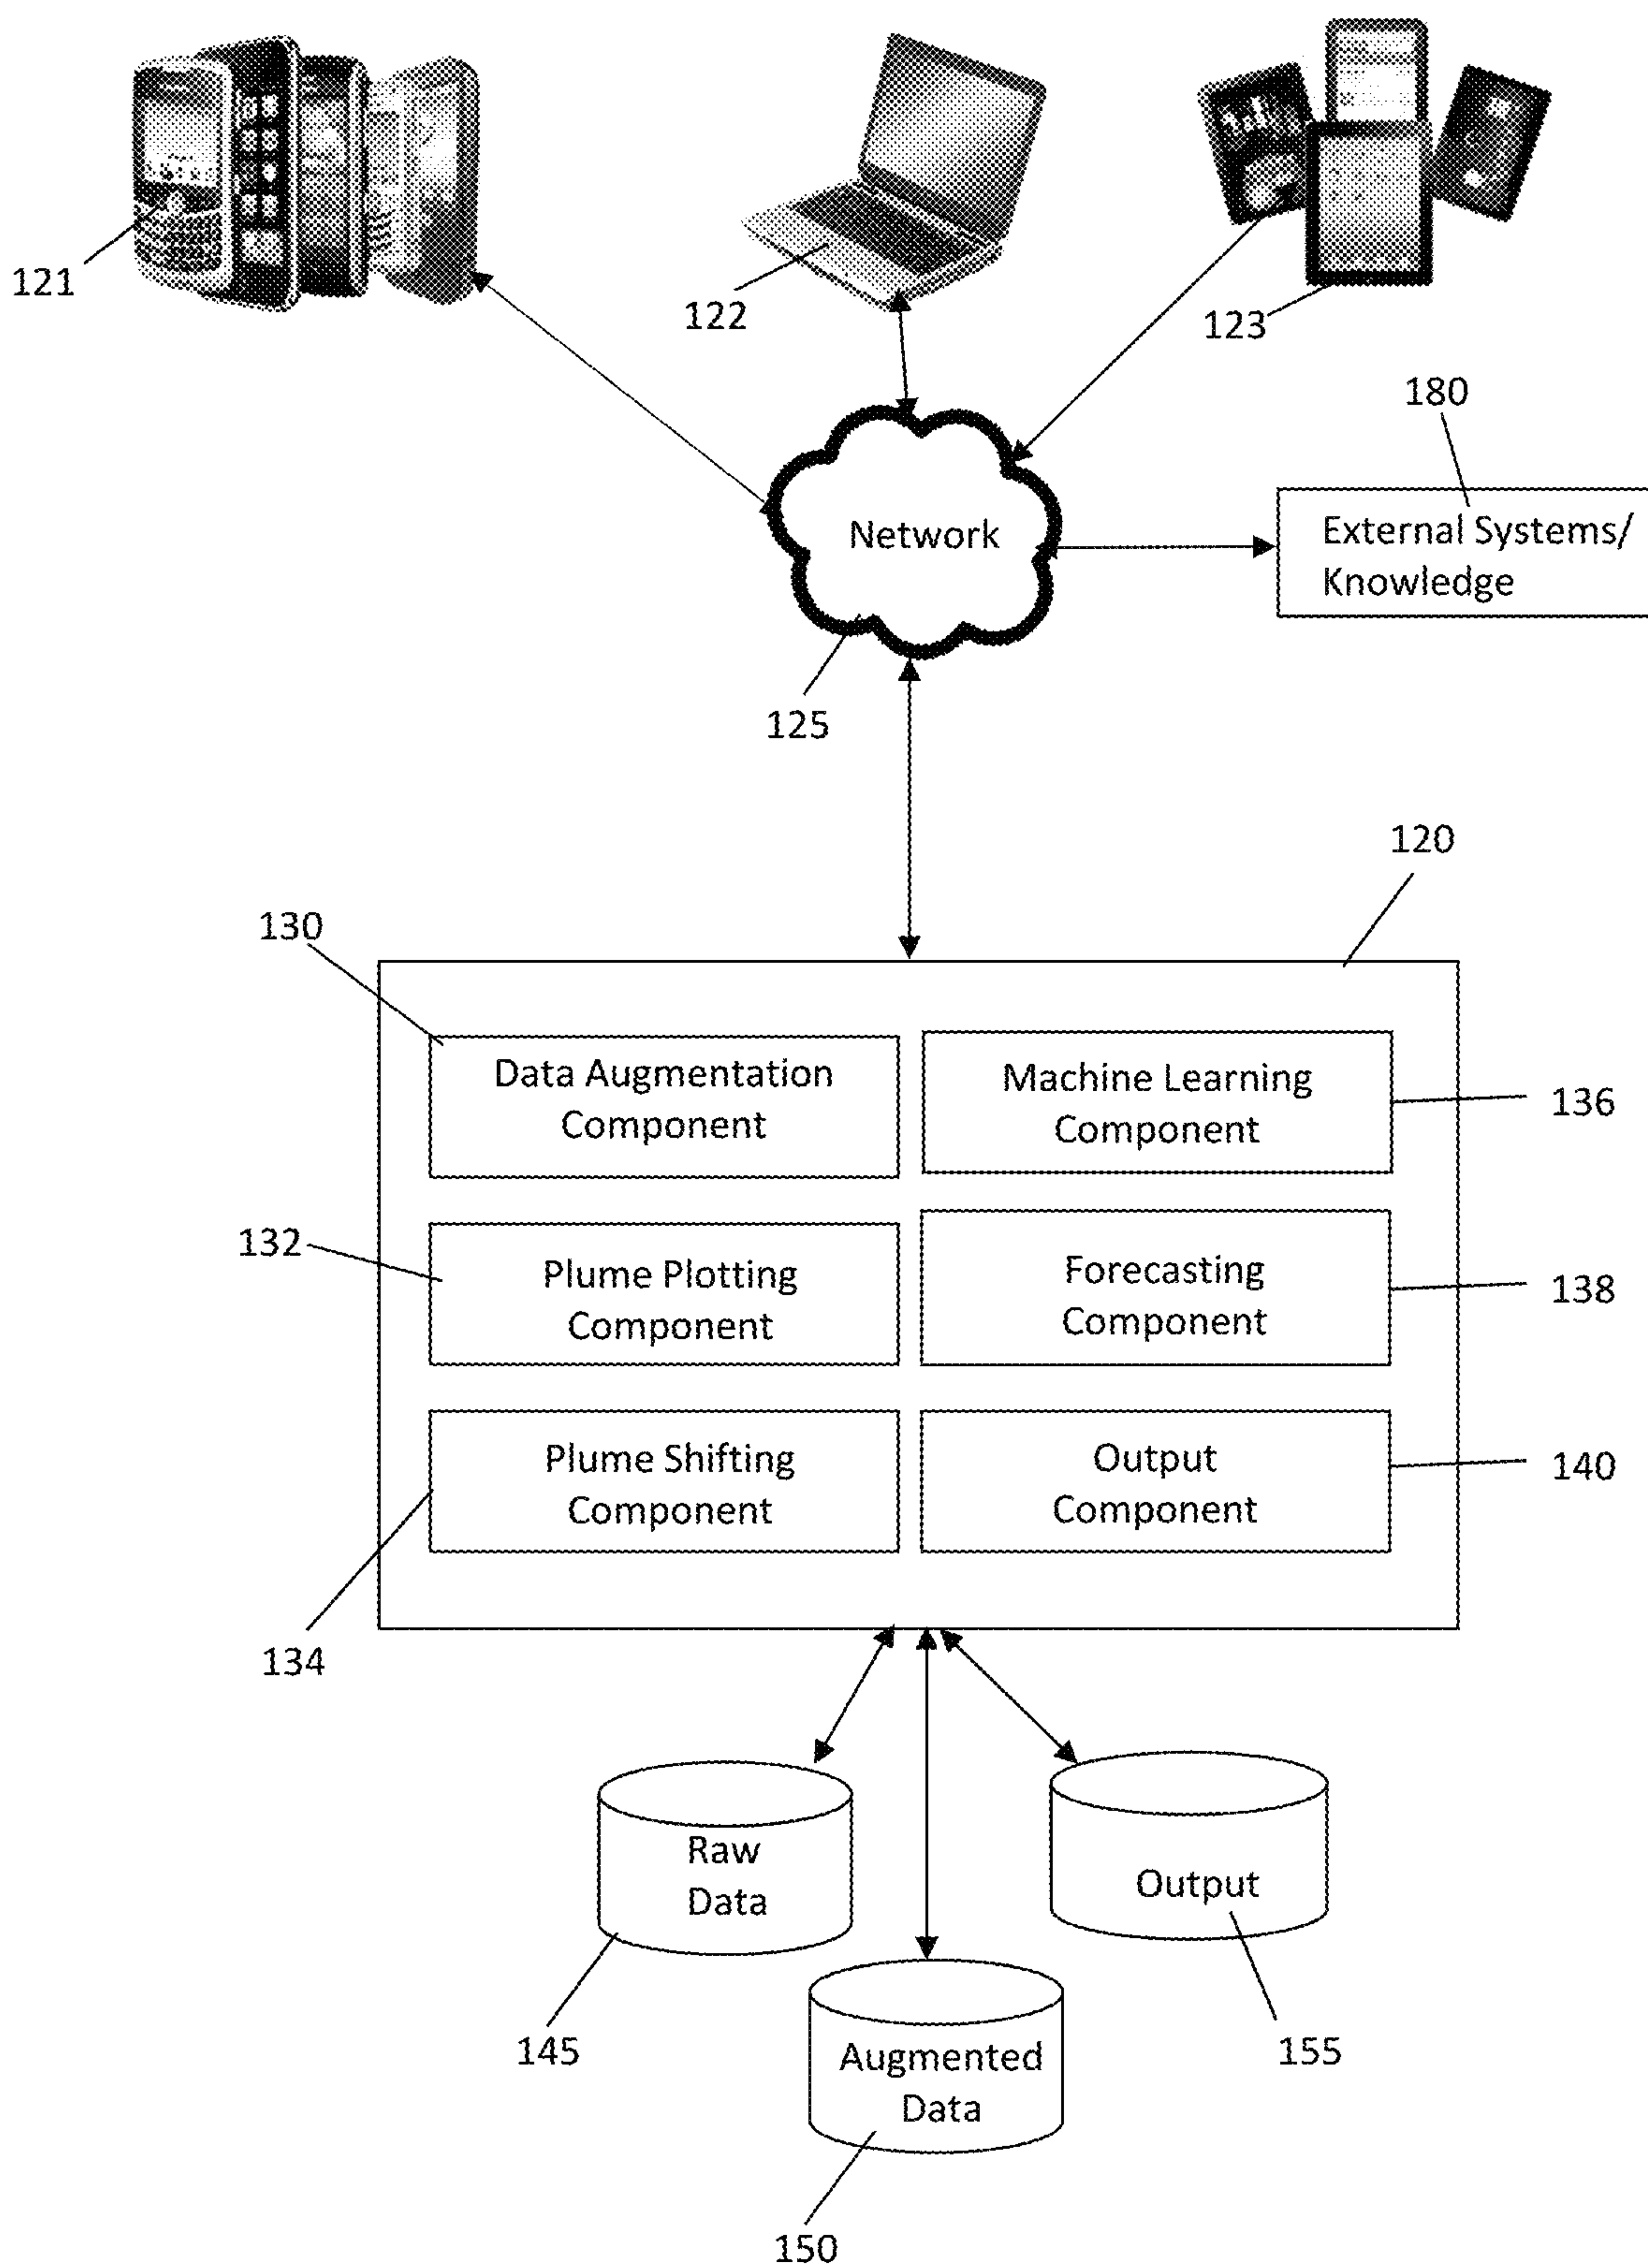 121
122
123
180
Network
External Systems/
Knowledge
125
120
130
Data Augmentation
Component
Machine Learning
Component
136
132
Plume Plotting
Component
Forecasting
Component
138
Plume Shifting
Component
Output
Component
140
134
Raw
Data
Output
145
155
Augmented
Data
150